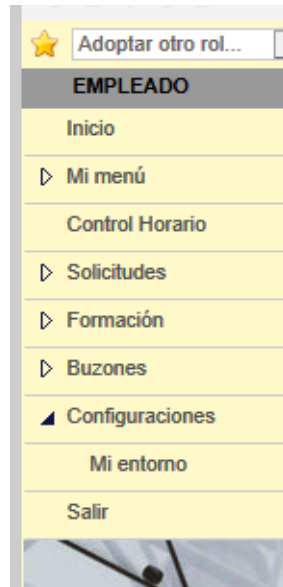 Adoptar otro rol...
EMPLEADO
Inicio
Mi menú
Control Horario
Solicitudes
Formación
Buzones
Configuraciones
Mi entorno
Salir